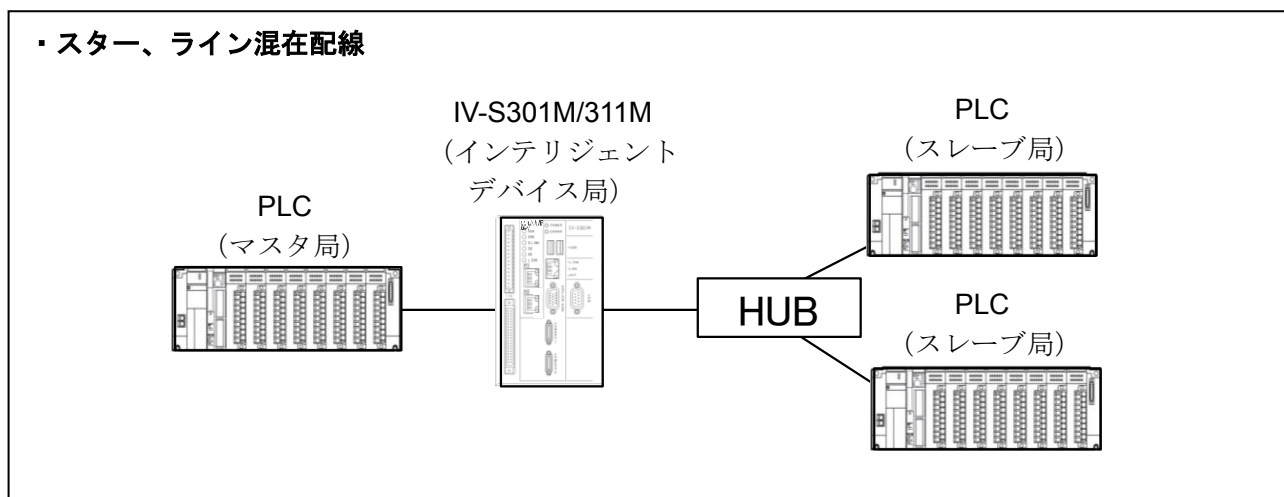 ・スター、ライン混在配線
IV-S301M/311M
（インテリジェント
デバイス局）
PLC
（マスタ局）
PLC
（スレーブ局）
HUB
PLC
（スレーブ局）
IV-S301M